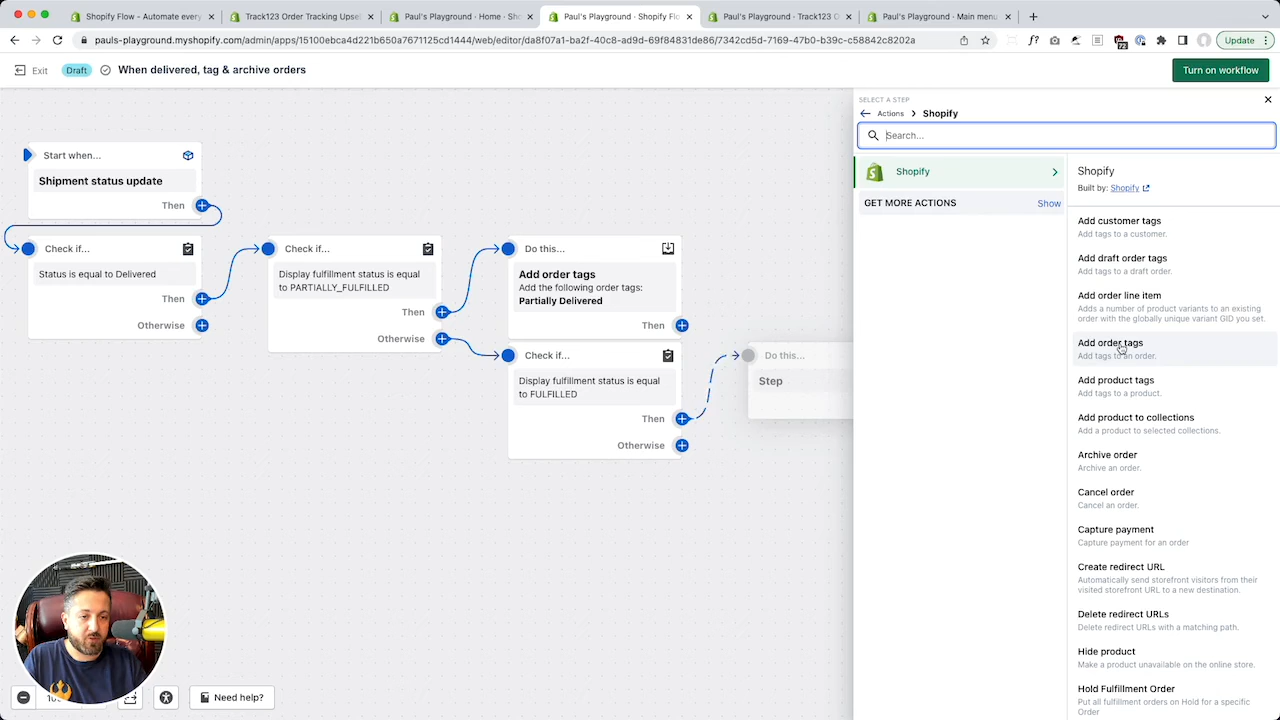 Shopify Flow - Automate every
Track123 Order Tracking Upsel
Paul's Playground · Home · Sh
Paul's Playground · Shopify Flo
Paul's Playground · Track123 O
Paul's Playground · Main menu
pauls-playground.myshopify.com/admin/apps/15100ebca4d221b650a7671125cd1444/web/editor/da8f07a1-ba2f-40c8-ad9d-69f84831de86/7342cd5d-7169-47b0-b39c-c58842c8202a
Update
Exit
Draft
When delivered, tag & archive orders
Turn on workflow
Start when...
Shipment status update
Then
Check if...
Status is equal to Delivered
Then
Otherwise
Check if...
Display fulfillment status is equal
to PARTIALLY_FULFILLED
Then
Otherwise
Do this...
Add order tags
Add the following order tags:
Partially Delivered
Then
Check if...
Display fulfillment status is equal
to FULFILLED
Then
Otherwise
Do this...
Step
SELECT A STEP
Actions
Shopify
Search...
Shopify
GET MORE ACTIONS
Show
Shopify
Built by: Shopify
Add customer tags
Add tags to a customer.
Add draft order tags
Add tags to a draft order.
Add order line item
Adds a number of product variants to an existing
order with the globally unique variant GID you set.
Add order tags
Add tags to an order.
Add product tags
Add tags to a product.
Add product to collections
Add a product to selected collections.
Archive order
Archive an order.
Cancel order
Cancel an order.
Capture payment
Capture payment for an order
Create redirect URL
Automatically send storefront visitors from their
visited storefront URL to a new destination.
Delete redirect URLs
Delete redirect URLs with a matching path.
Hide product
Make a product unavailable on the online store.
Hold Fulfillment Order
Put all fulfillment orders on Hold for a specific
Order
Need help?